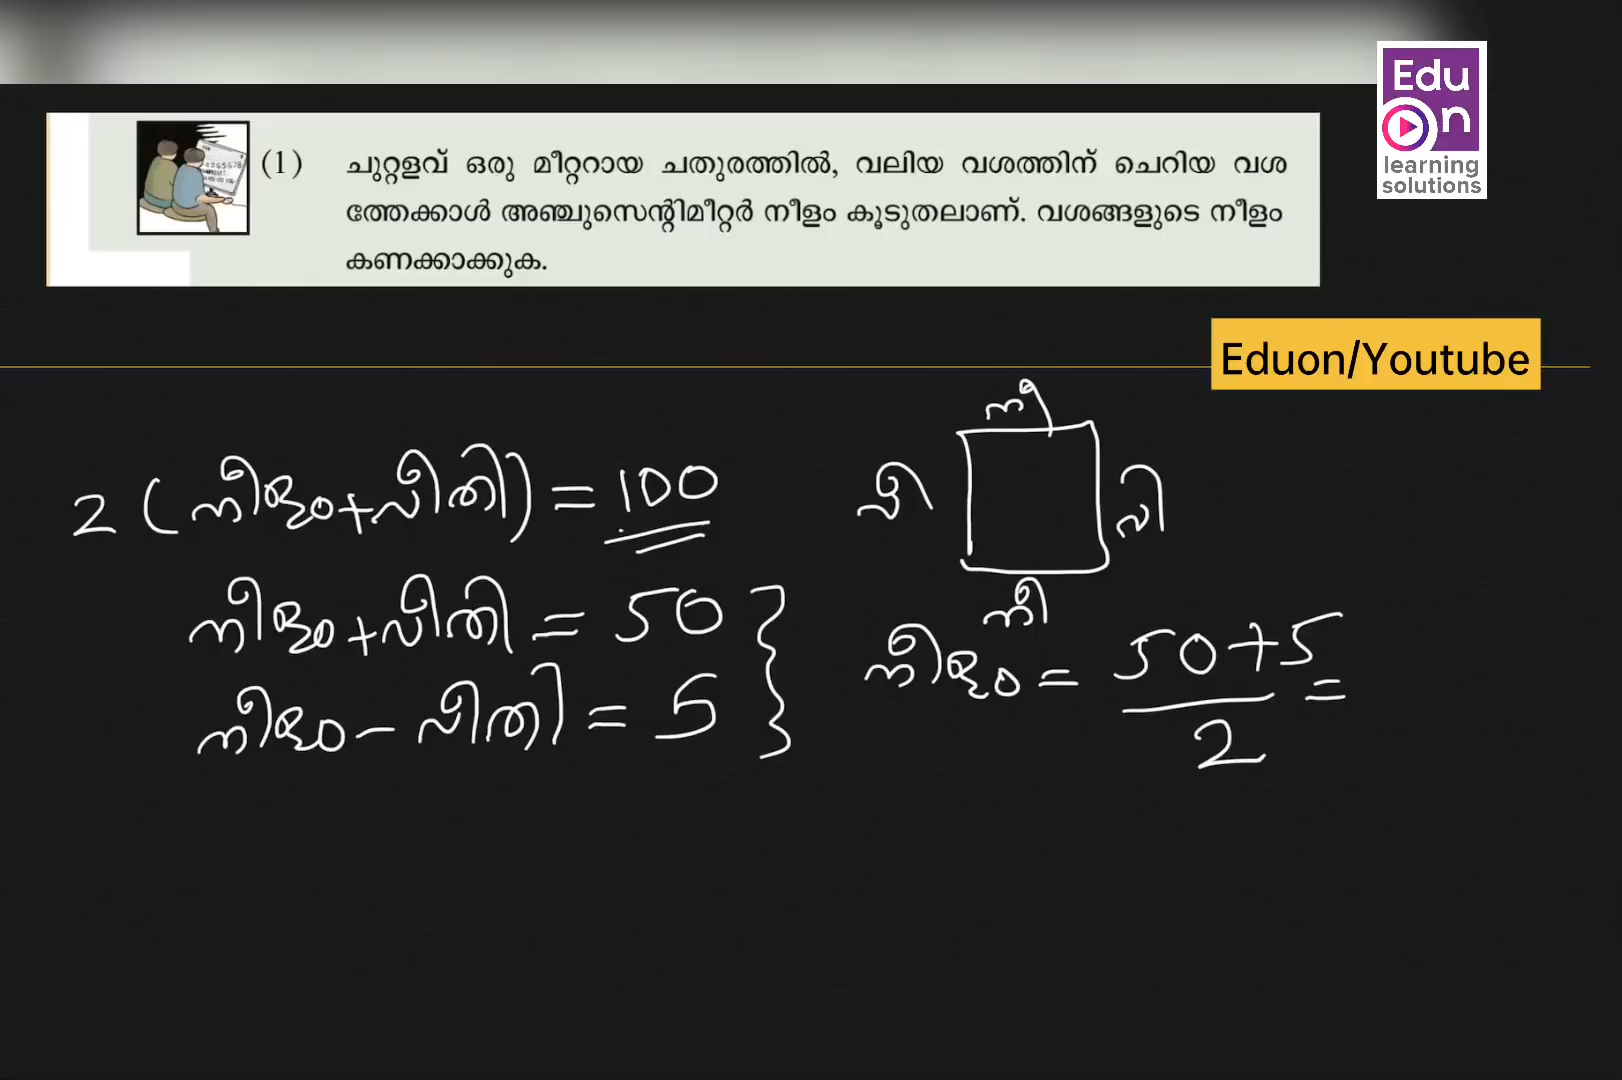 Edu
On
learning
solutions
(1) ചുറ്റളവ് ഒരു മീറ്ററായ ചതുരത്തിൽ, വലിയ വശത്തിന് ചെറിയ വശ
ത്തേക്കാൾ അഞ്ചുസെന്റിമീറ്റർ നീളം കൂടുതലാണ്. വശങ്ങളുടെ നീളം
കണക്കാക്കുക.
Eduon/Youtube
2 (നീളം+വീതി) = 100
നീളം+വീതി = 50
നീളം - വീതി = 5
നീ
വീ
വീ
നീ
നീളം = 50+5 =
2